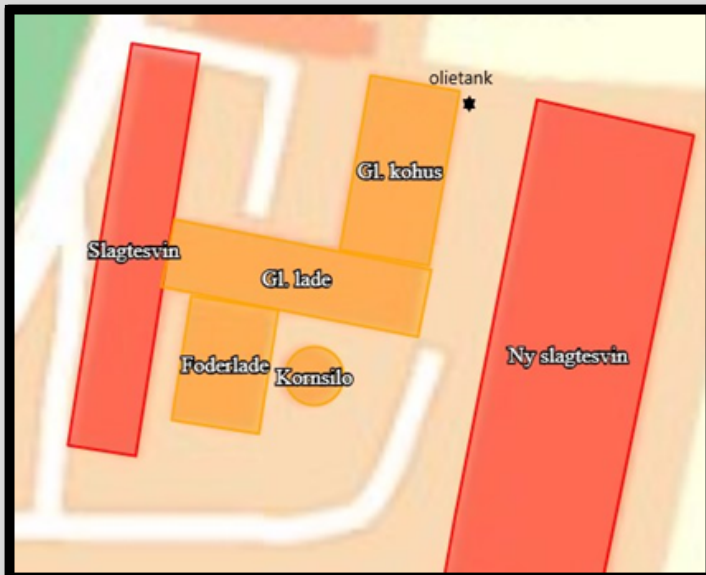 olietank
Gl. kohus
Slagtesvin
Gl. lade
Ny slagtesvin
Foderlade
Kornsilo